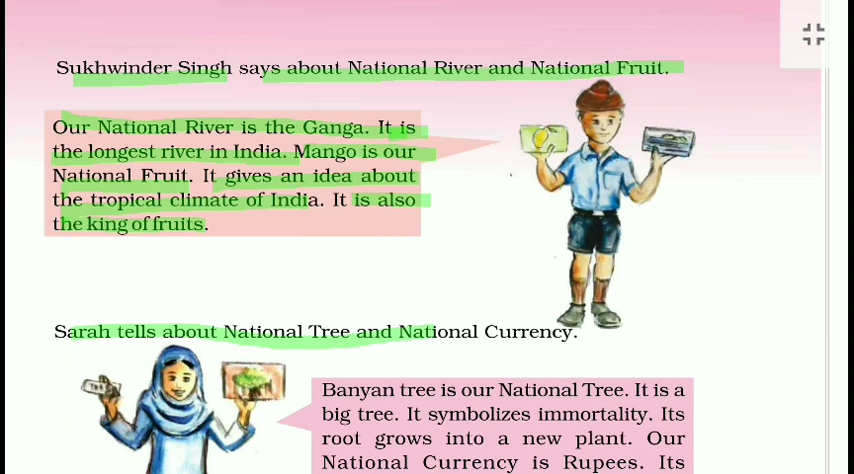 Sukhwinder Singh says about National River and National Fruit.
Our National River is the Ganga. It is
the longest river in India. Mango is our
National Fruit. It gives an idea about
the tropical climate of India. It is also
the king of fruits.
Sarah tells about National Tree and National Currency.
Banyan tree is our National Tree. It is a
big tree. It symbolizes immortality. Its
root grows into a new plant. Our
National Currency is Rupees. Its